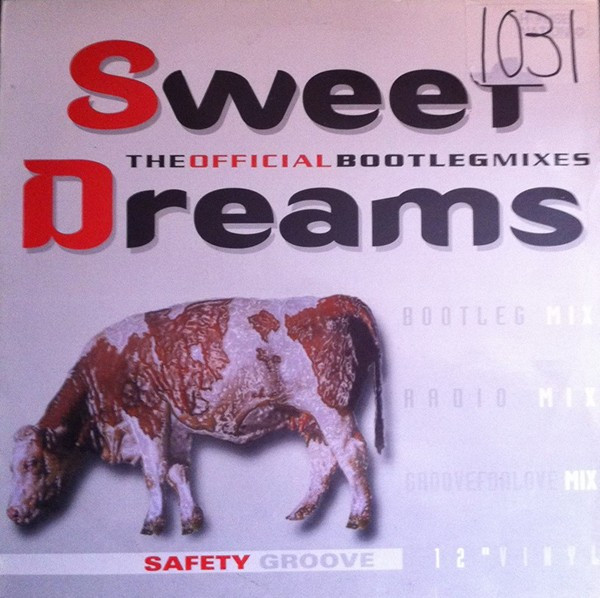 Sweet
1031
THE OFFICIAL BOOTLEG MIXES
Dreams
BOOTLEG MIX
RADIO MIX
GROOVEFORLOVE MIX
SAFETY GROOVE
12" VINYL